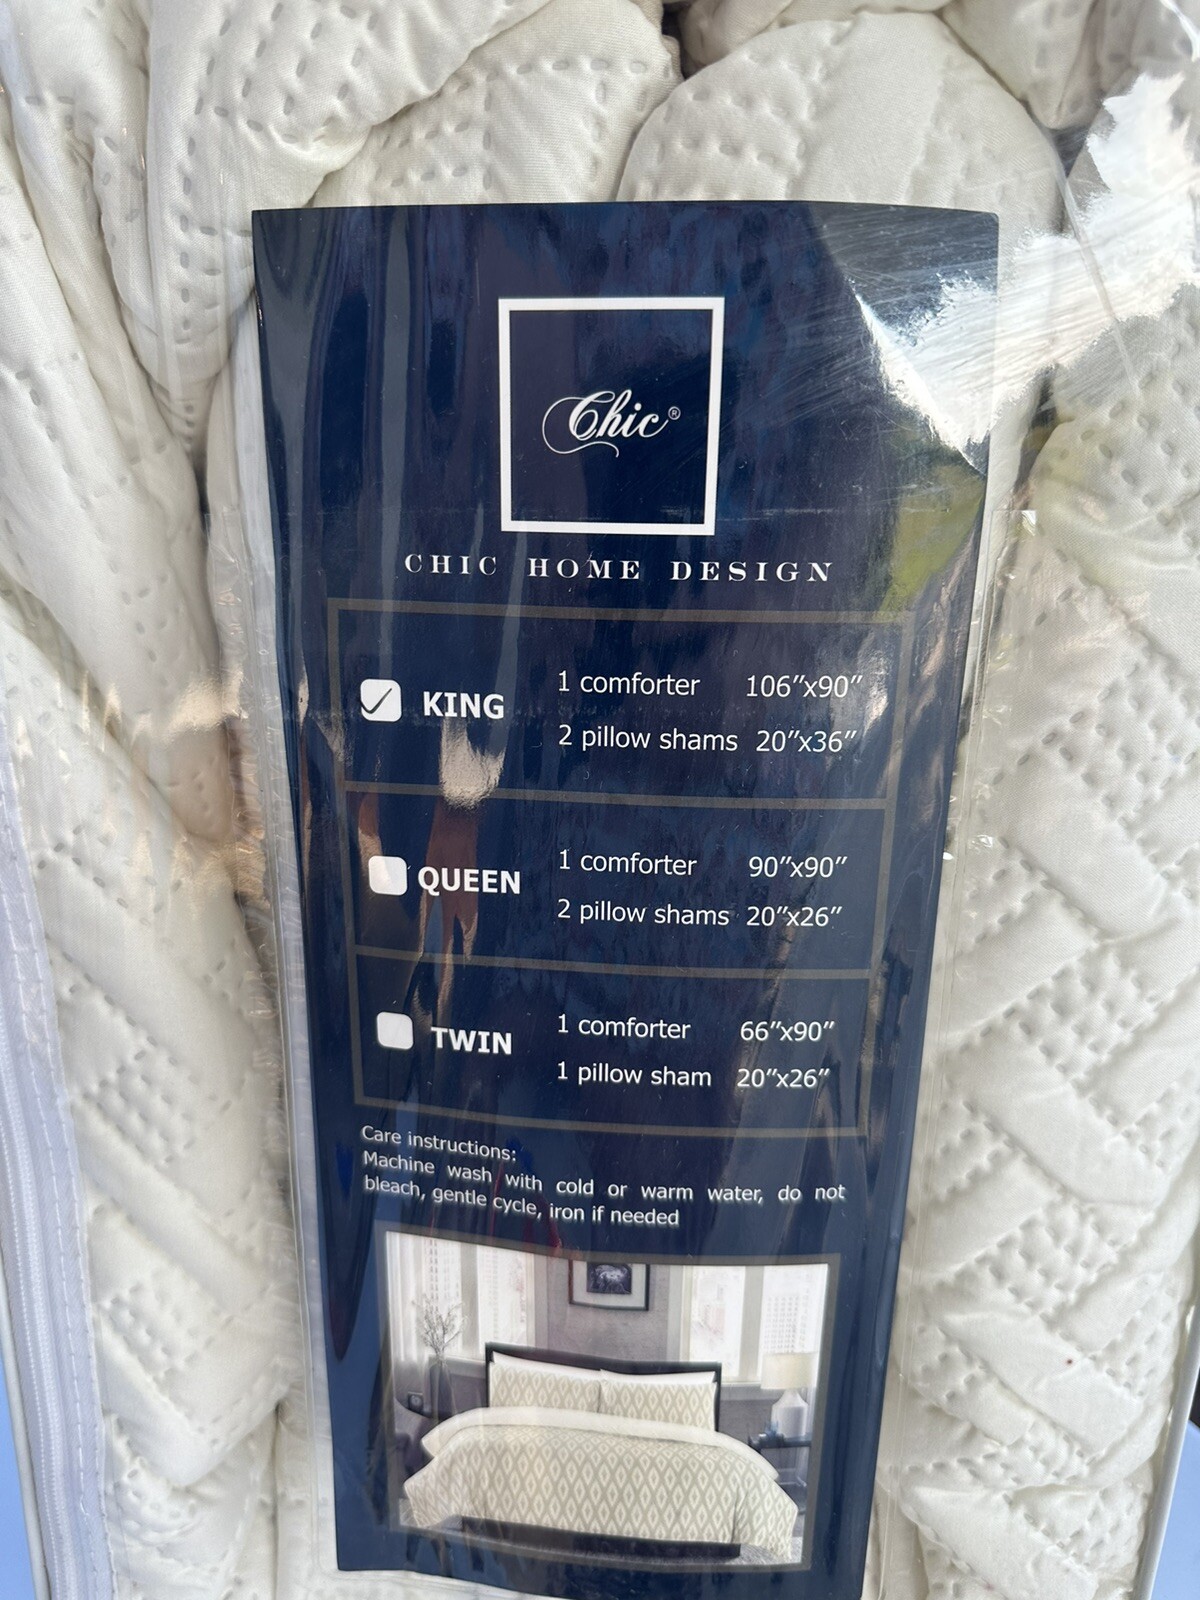 Chic®
CHIC HOME DESIGN
KING
1 comforter 106"x90"
2 pillow shams 20"x36"
QUEEN
1 comforter 90"x90"
2 pillow shams 20"x26"
TWIN
1 comforter 66"x90"
1 pillow sham 20"x26"
Care instructions:
Machine wash with cold or warm water, do not
bleach, gentle cycle, iron if needed